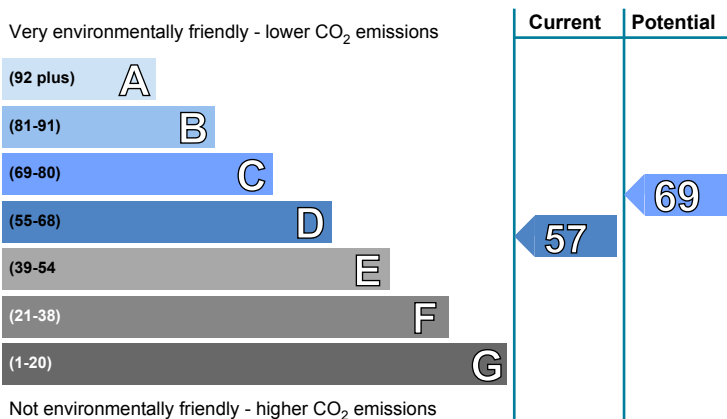 Very environmentally friendly - lower CO2 emissions
Current
Potential
(92 plus) A
(81-91) B
(69-80) C
69
(55-68) D
57
(39-54 E
(21-38) F
(1-20) G
Not environmentally friendly - higher CO2 emissions